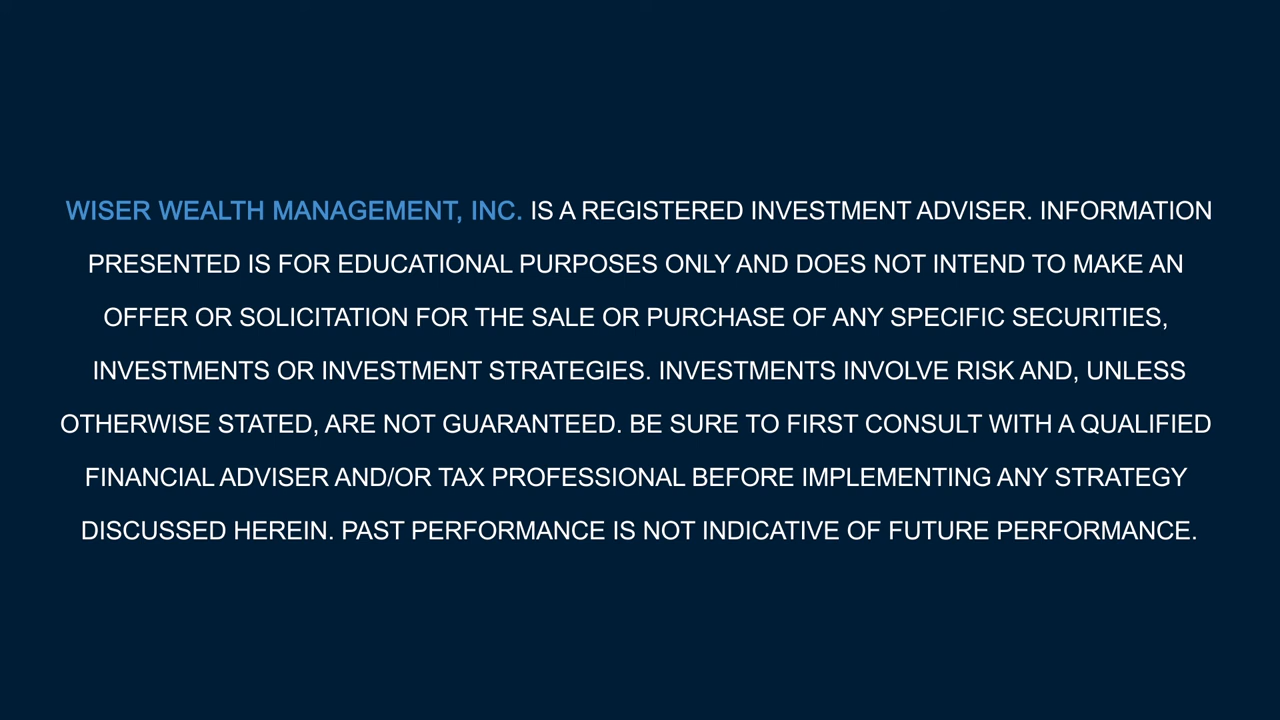 WISER WEALTH MANAGEMENT, INC. IS A REGISTERED INVESTMENT ADVISER. INFORMATION
PRESENTED IS FOR EDUCATIONAL PURPOSES ONLY AND DOES NOT INTEND TO MAKE AN
OFFER OR SOLICITATION FOR THE SALE OR PURCHASE OF ANY SPECIFIC SECURITIES,
INVESTMENTS OR INVESTMENT STRATEGIES. INVESTMENTS INVOLVE RISK AND, UNLESS
OTHERWISE STATED, ARE NOT GUARANTEED. BE SURE TO FIRST CONSULT WITH A QUALIFIED
FINANCIAL ADVISER AND/OR TAX PROFESSIONAL BEFORE IMPLEMENTING ANY STRATEGY
DISCUSSED HEREIN. PAST PERFORMANCE IS NOT INDICATIVE OF FUTURE PERFORMANCE.